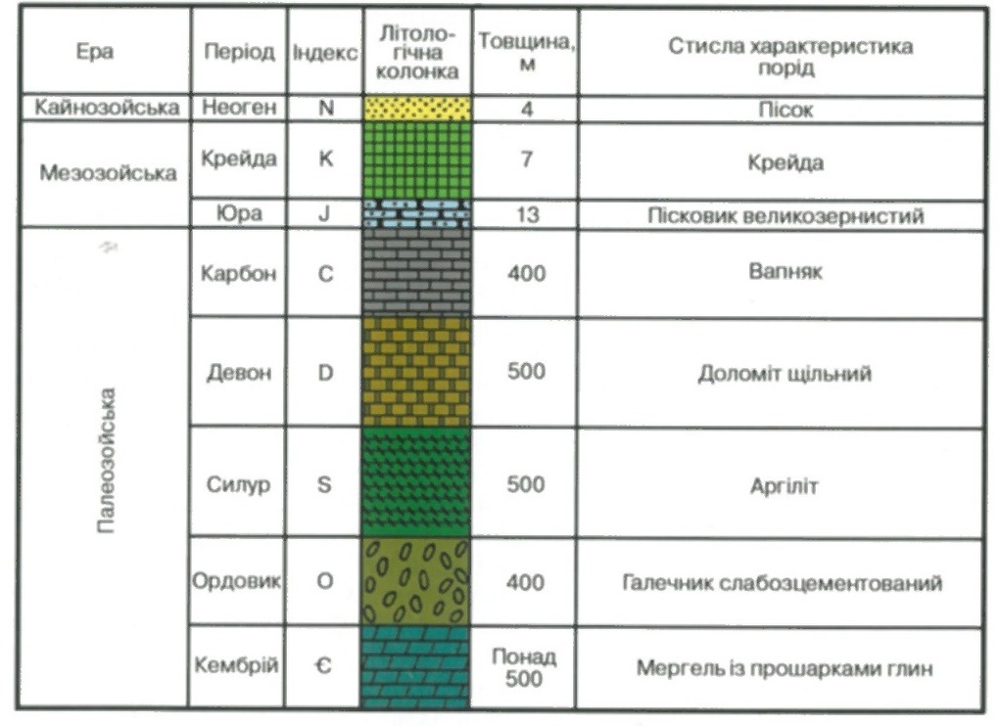 Ера
Період
Індекс
Літоло-
гічна
колонка
Товщина,
м
Стисла характеристика
порід
Кайнозойська
Неоген
N
4
Пісок
Мезозойська
Крейда
K
7
Крейда
Юра
J
13
Пісковик великозернистий
Палеозойська
Карбон
C
400
Вапняк
Девон
D
500
Доломіт щільний
Силур
S
500
Аргіліт
Ордовик
O
400
Галечник слабозцементований
Кембрій
Є
Понад
500
Мергель із прошарками глин